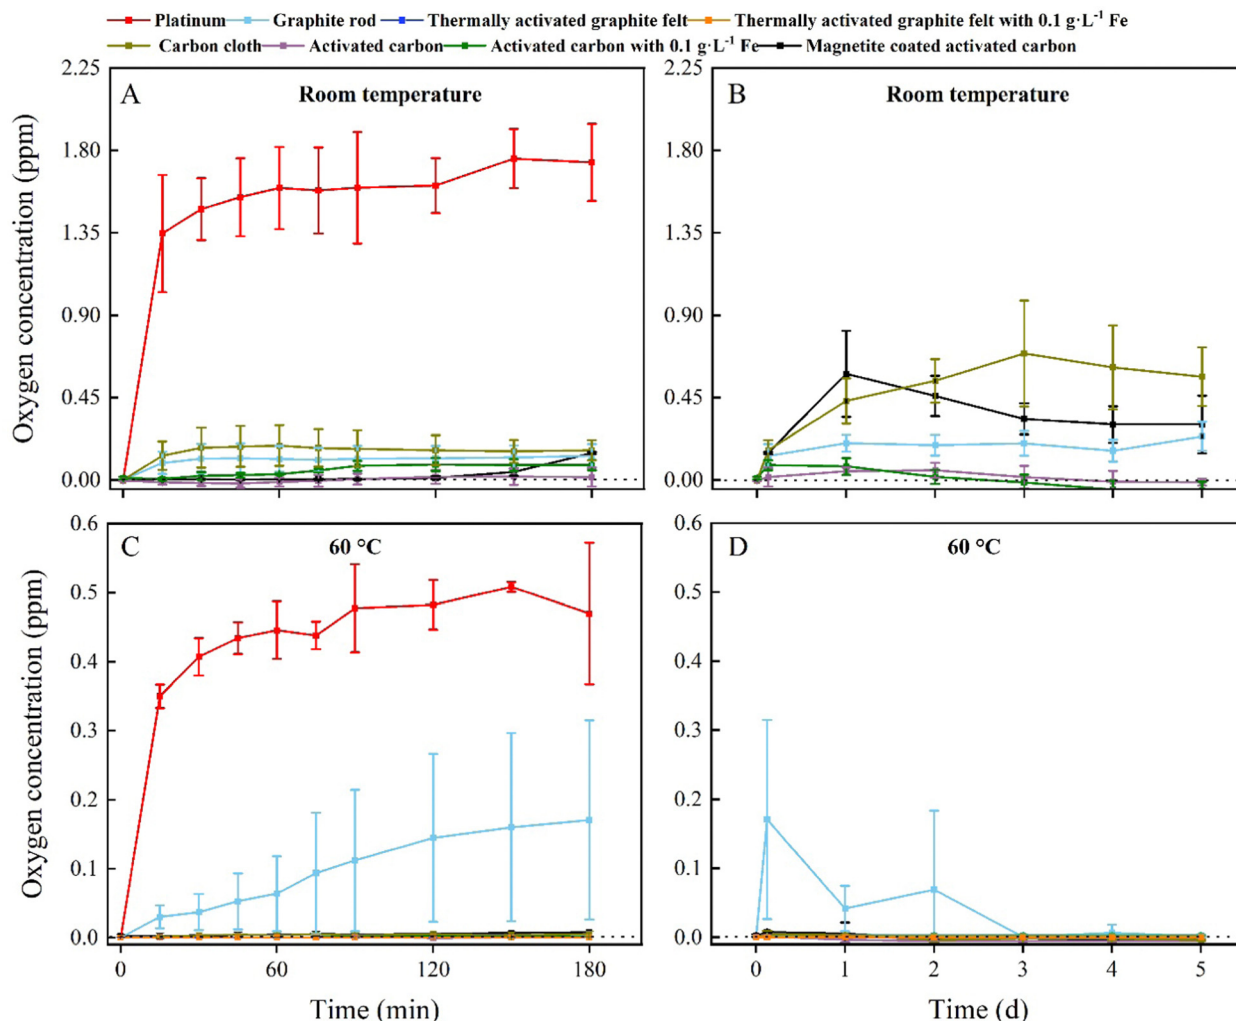 Platinum Graphite rod Thermally activated graphite felt Thermally activated graphite felt with 0.1 g·L⁻¹ Fe
Carbon cloth Activated carbon Activated carbon with 0.1 g·L⁻¹ Fe Magnetite coated activated carbon
A Room temperature
B Room temperature
Oxygen concentration (ppm)
2.25
1.80
1.35
0.90
0.45
0.00
2.25
1.80
1.35
0.90
0.45
0.00
C 60 °C
D 60 °C
Oxygen concentration (ppm)
0.6
0.5
0.4
0.3
0.2
0.1
0.0
0.6
0.5
0.4
0.3
0.2
0.1
0.0
0 60 120 180
0 1 2 3 4 5
Time (min)
Time (d)